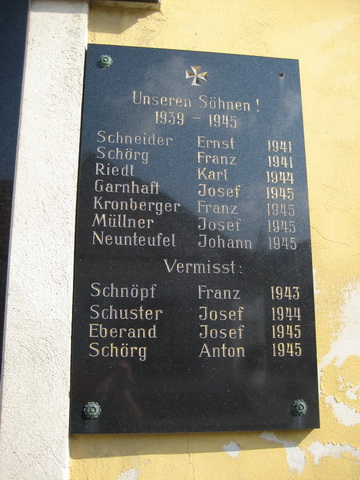 Unseren Söhnen!
1939 - 1945
Schneider Ernst 1941
Schörg Franz 1941
Riedl Karl 1944
Garnhaft Josef 1945
Kronberger Franz 1945
Müllner Josef 1945
Neunteufel Johann 1945
Vermisst:
Schnöpf Franz 1943
Schuster Josef 1944
Eberand Josef 1945
Schörg Anton 1945